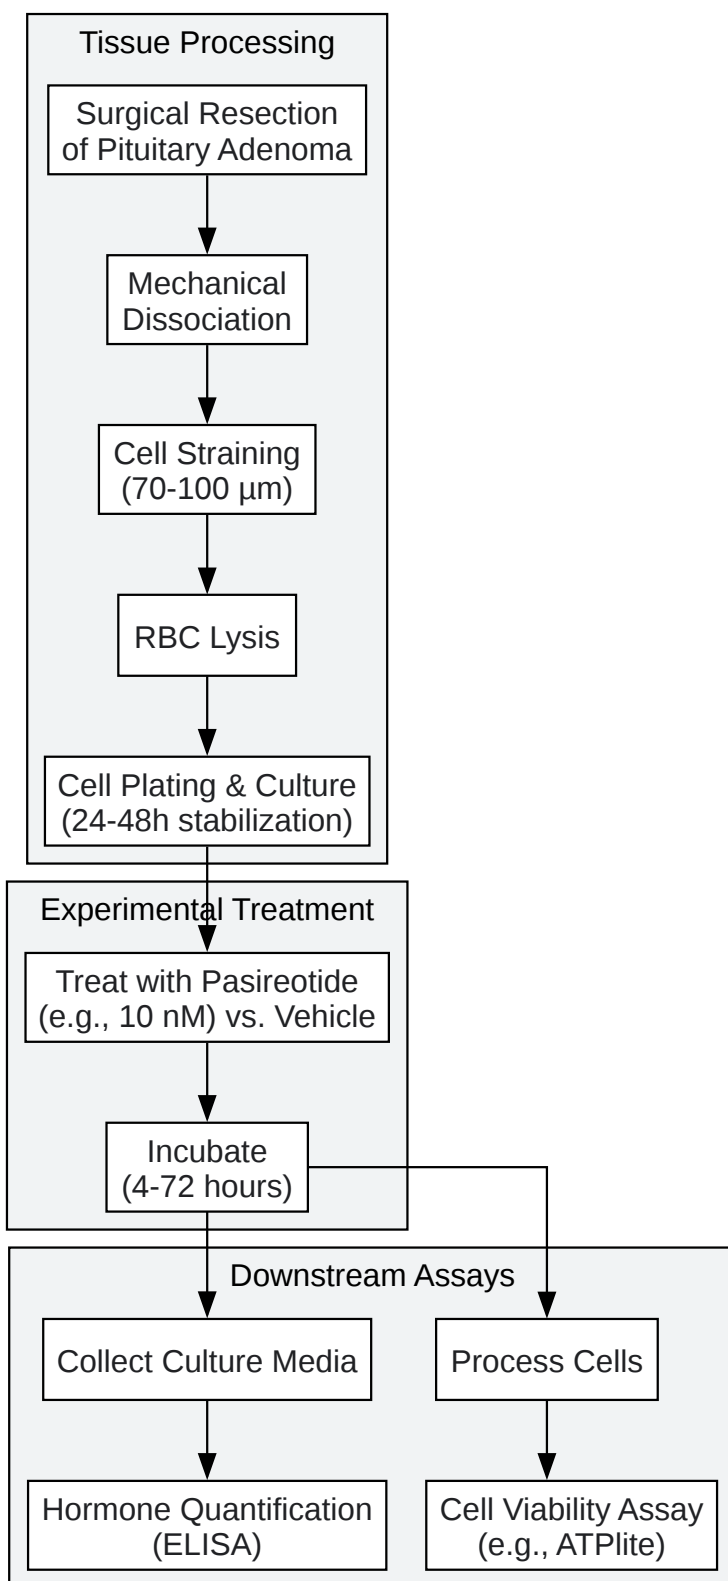 Tissue Processing
Surgical Resection
of Pituitary Adenoma
Mechanical
Dissociation
Cell Straining
(70-100 µm)
RBC Lysis
Cell Plating & Culture
(24-48h stabilization)
Experimental Treatment
Treat with Pasireotide
(e.g., 10 nM) vs. Vehicle
Incubate
(4-72 hours)
Downstream Assays
Collect Culture Media
Process Cells
Hormone Quantification
(ELISA)
Cell Viability Assay
(e.g., ATPlite)